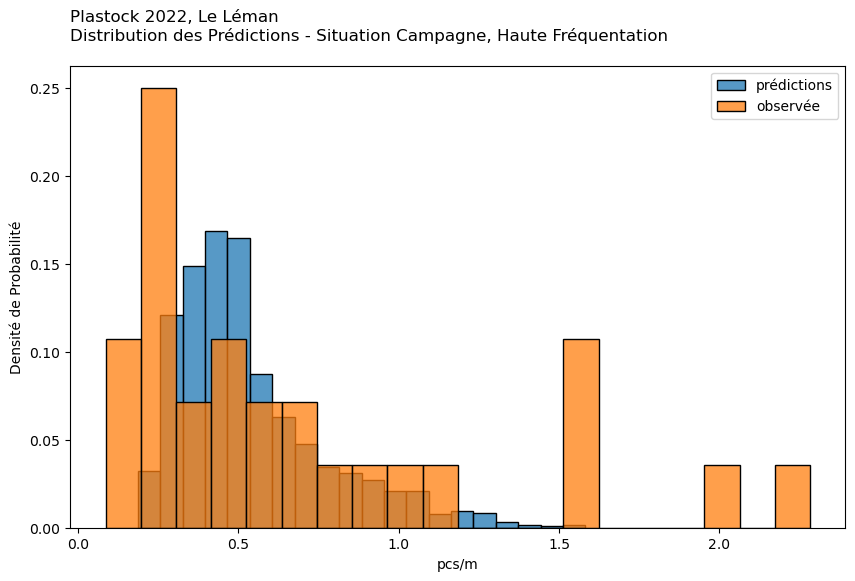 Plastock 2022, Le Léman
Distribution des Prédictions - Situation Campagne, Haute Fréquentation
prédictions
observée
Densité de Probabilité
0.25
0.20
0.15
0.10
0.05
0.00
0.0
0.5
1.0
1.5
2.0
pcs/m